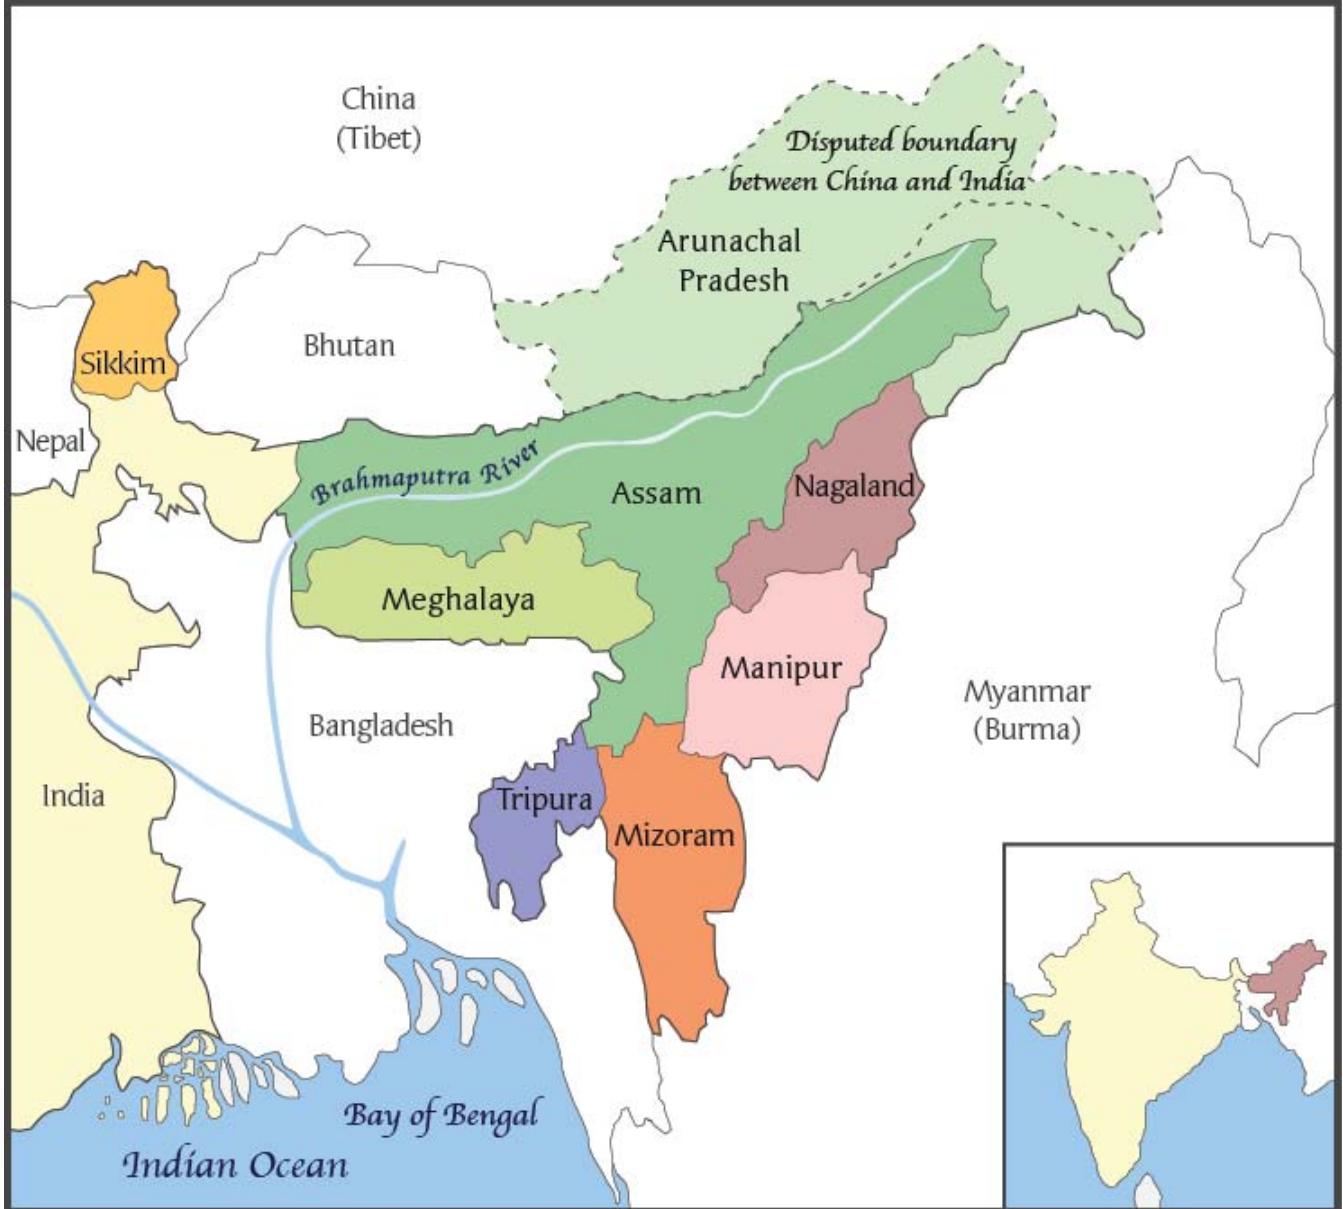 China
(Tibet)
Disputed boundary
between China and India
Arunachal
Pradesh
Sikkim
Bhutan
Nepal
Brahmaputra River
Assam
Nagaland
Meghalaya
Manipur
Myanmar
(Burma)
Bangladesh
India
Tripura
Mizoram
Bay of Bengal
Indian Ocean